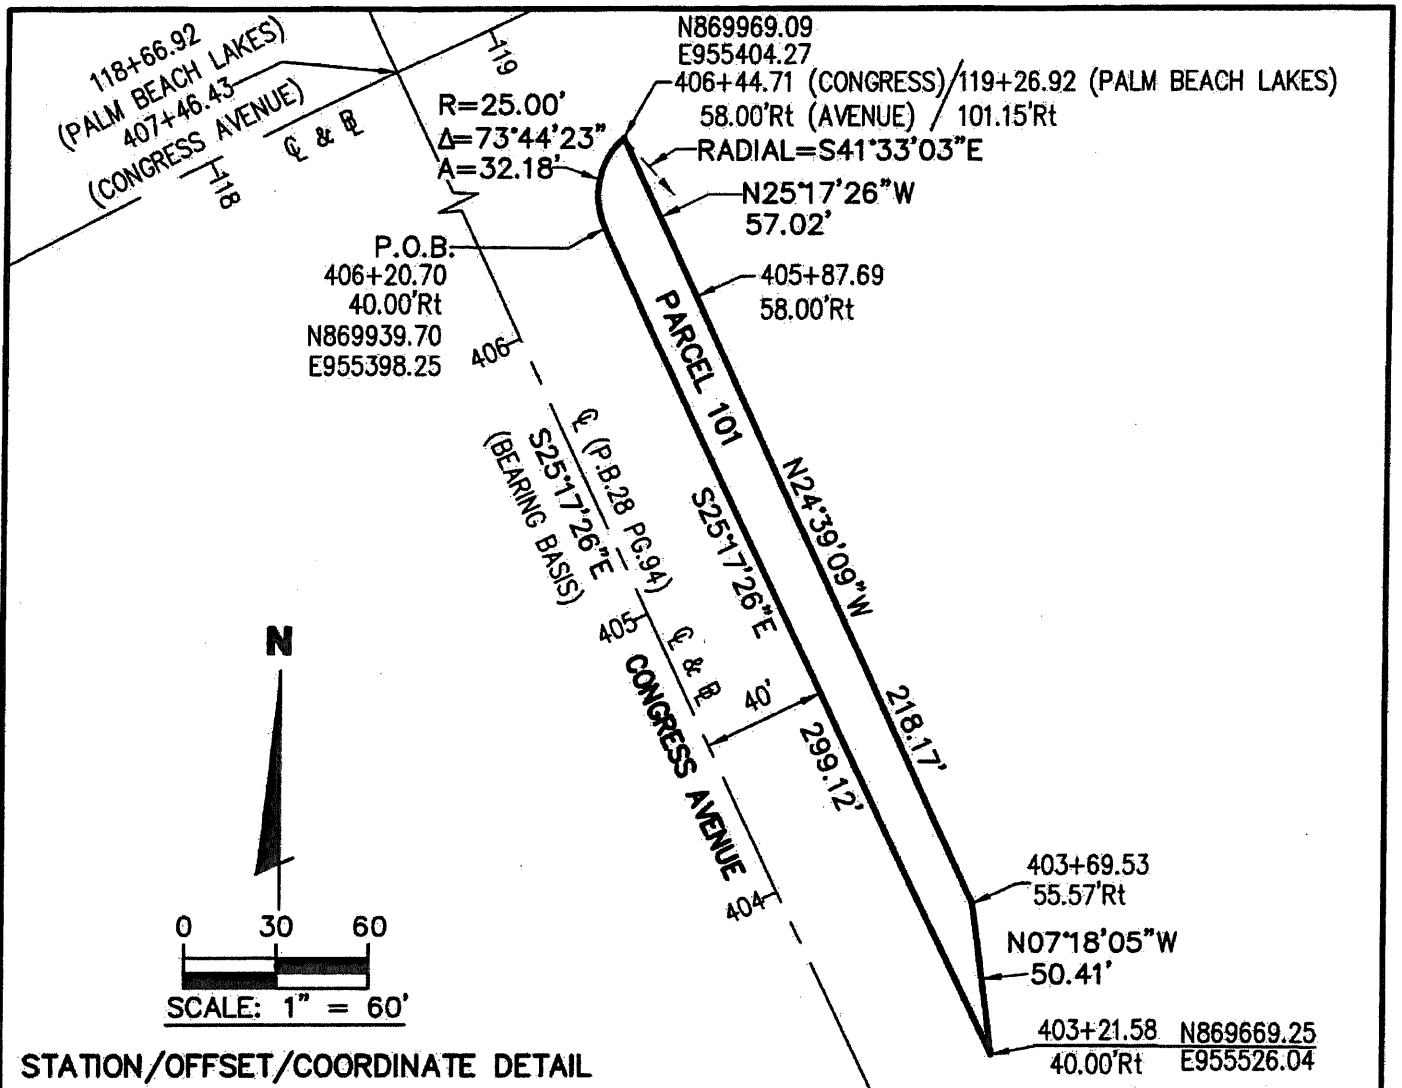 118+66.92
(PALM BEACH LAKES)
407+46.43
(CONGRESS AVENUE)
118
℄ & B̵L
119
N869969.09
E955404.27
406+44.71 (CONGRESS)/119+26.92 (PALM BEACH LAKES)
58.00'Rt (AVENUE) / 101.15'Rt
R=25.00'
Δ=73°44'23"
A=32.18'
RADIAL=S41°33'03"E
N25°17'26"W
57.02'
P.O.B.
406+20.70
40.00'Rt
N869939.70
E955398.25
405+87.69
58.00'Rt
406
PARCEL 101
℄ (P.B.28 PG.94)
S25°17'26"E
(BEARING BASIS)
S25°17'26"E
299.12'
N24°39'09"W
218.17'
405
℄ & B̵L
CONGRESS AVENUE
40'
404
N
403+69.53
55.57'Rt
N07°18'05"W
50.41'
0 30 60
SCALE: 1" = 60'
403+21.58 N869669.25
40.00'Rt E955526.04
STATION/OFFSET/COORDINATE DETAIL